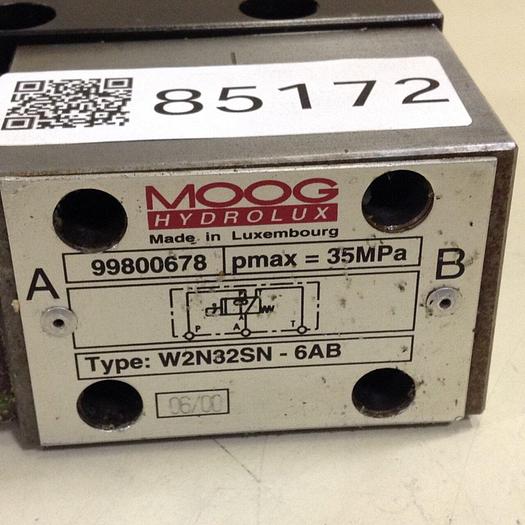 85172
MOOG
HYDROLUX
Made in Luxembourg
99800678 pmax = 35MPa
A B
P A T
Type: W2N32SN - 6AB
06/00